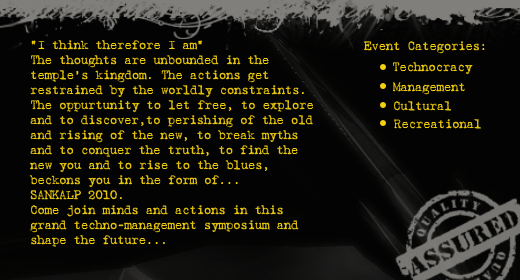 "I think therefore I am"
The thoughts are unbounded in the
temple's kingdom. The actions get
restrained by the worldly constraints.
The oppurtunity to let free, to explore
and to discover,to perishing of the old
and rising of the new, to break myths
and to conquer the truth, to find the
new you and to rise to the blues,
beckons you in the form of...
SANKALP 2010.
Come join minds and actions in this
grand techno-management symposium and
shape the future...
Event Categories:
Technocracy
Management
Cultural
Recreational
QUALITY
ASSURED